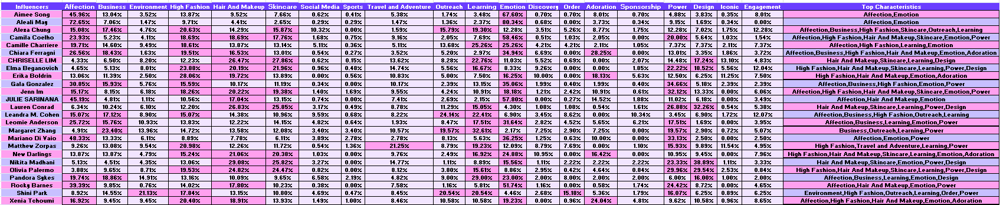 Influencers Affection Business Environment High Fashion Hair And Makeup Skincare Social Media Sports Travel and Adventure Outreach Learning Emotion Discovery Order Adoration Sponsorship Power Design Iconic Engagement Top Characteristics
Aimee Song 45.96% 13.04% 3.52% 13.87% 9.52% 7.66% 0.62% 0.41% 5.38% 1.74% 3.48% 67.60% 0.70% 0.70% 8.01% 0.70% 4.88% 3.83% 0.35% 8.01% Affection,Emotion
Aleali May 72.65% 7.06% 1.47% 9.71% 4.41% 2.65% 0.29% 0.29% 1.47% 1.36% 2.37% 80.34% 0.68% 0.00% 3.73% 0.34% 9.15% 1.69% 0.34% 0.00% Affection,Emotion
Alexa Chung 15.08% 17.46% 4.76% 20.63% 14.29% 15.87% 10.32% 0.00% 1.59% 15.79% 19.30% 12.28% 3.51% 5.26% 8.77% 1.75% 12.28% 7.02% 1.75% 12.28% Affection,Business,High Fashion,Skincare,Outreach,Learning
Camila Coelho 23.93% 5.23% 4.11% 18.69% 18.69% 17.76% 1.68% 0.75% 9.16% 2.05% 7.69% 58.46% 0.51% 1.03% 2.05% 0.00% 20.00% 5.64% 1.03% 1.54% Affection,High Fashion,Hair And Makeup,Skincare,Emotion,Power
Camille Charriere 19.71% 14.60% 9.49% 18.61% 13.87% 13.14% 5.11% 0.36% 5.11% 13.68% 25.26% 25.26% 4.21% 4.21% 2.11% 1.05% 7.37% 7.37% 2.11% 7.37% Affection,High Fashion,Learning,Emotion
Chiara Ferragni 26.56% 18.43% 1.63% 19.51% 16.53% 13.01% 0.54% 0.27% 3.52% 5.20% 2.97% 34.94% 6.69% 0.00% 28.25% 0.00% 13.01% 3.35% 1.86% 3.72% Affection,Business,High Fashion,Hair And Makeup,Emotion,Adoration
CHRISELLE LIM 4.33% 6.50% 8.20% 12.23% 26.47% 27.86% 0.62% 0.15% 13.62% 8.28% 22.76% 11.03% 5.52% 0.69% 0.00% 2.07% 14.48% 17.24% 13.10% 4.83% Hair And Makeup,Skincare,Learning,Design
Elma Beganovich 4.65% 5.13% 8.01% 23.88% 20.19% 21.96% 0.96% 0.48% 14.74% 5.56% 16.67% 8.33% 9.26% 0.00% 0.00% 1.85% 22.22% 18.52% 5.56% 12.04% High Fashion,Hair And Makeup,Skincare,Learning,Power,Design
Erika Boldrin 13.06% 11.39% 2.50% 28.06% 19.72% 13.89% 0.00% 0.56% 10.83% 5.00% 7.50% 16.25% 10.00% 0.00% 18.13% 5.63% 12.50% 6.25% 11.25% 7.50% High Fashion,Hair And Makeup,Emotion,Adoration
Gala Gonzalez 30.85% 15.93% 5.76% 15.59% 10.17% 11.19% 0.34% 0.00% 10.17% 2.39% 13.15% 35.06% 1.99% 0.40% 1.99% 0.40% 34.66% 5.18% 2.39% 2.39% Affection,Business,High Fashion,Emotion,Power
Jenn Im 15.17% 8.15% 6.18% 18.26% 20.22% 19.38% 1.40% 1.69% 9.55% 4.24% 10.91% 18.18% 1.21% 2.42% 10.91% 0.61% 32.12% 13.33% 0.00% 6.06% Affection,High Fashion,Hair And Makeup,Skincare,Emotion,Power
JULIE SARINANA 45.19% 4.81% 1.11% 10.56% 17.04% 13.15% 0.74% 0.00% 7.41% 2.69% 2.15% 57.80% 0.00% 0.27% 14.52% 1.88% 11.02% 6.18% 0.00% 3.49% Affection,Hair And Makeup,Emotion
Lauren Conrad 6.34% 10.24% 6.10% 12.20% 26.83% 25.85% 3.17% 0.49% 8.78% 11.29% 15.05% 4.30% 1.08% 1.08% 0.54% 1.61% 26.88% 32.26% 0.54% 5.38% Hair And Makeup,Skincare,Learning,Power,Design
Leandra M. Cohen 15.07% 17.12% 8.90% 15.07% 14.38% 10.96% 9.59% 0.68% 8.22% 24.14% 22.41% 6.90% 3.45% 8.62% 0.00% 10.34% 3.45% 6.90% 1.72% 12.07% Affection,Business,High Fashion,Outreach,Learning
Leomie Anderson 25.72% 15.76% 10.93% 13.83% 12.22% 14.15% 4.82% 0.64% 1.93% 8.47% 17.51% 31.64% 2.82% 4.52% 5.65% 6.21% 17.51% 1.69% 0.00% 3.95% Affection,Business,Learning,Emotion,Power
Margaret Zhang 4.91% 23.40% 13.96% 14.72% 13.58% 12.08% 3.40% 3.40% 10.57% 19.57% 32.61% 2.17% 7.25% 2.90% 7.25% 0.00% 19.57% 2.90% 0.72% 5.07% Business,Outreach,Learning,Power
Mariano Di Vaio 48.33% 13.33% 6.11% 8.89% 7.78% 6.11% 3.89% 2.78% 2.78% 8.13% 5.63% 36.25% 1.25% 0.63% 10.00% 0.00% 33.13% 2.50% 0.00% 2.50% Affection,Emotion,Power
Matthew Zorpas 9.26% 13.08% 9.54% 20.98% 12.26% 11.72% 0.54% 1.36% 21.25% 8.79% 19.23% 12.09% 8.79% 7.69% 0.00% 1.10% 15.93% 9.89% 11.54% 4.95% High Fashion,Travel and Adventure,Learning,Power
New Darlings 13.87% 13.87% 4.79% 15.24% 21.06% 20.38% 1.03% 0.00% 9.76% 2.49% 16.92% 24.88% 10.95% 0.00% 16.42% 0.00% 10.95% 9.45% 0.00% 7.96% High Fashion,Hair And Makeup,Skincare,Learning,Emotion,Adoration
Nikita Madhani 5.13% 4.51% 4.35% 13.06% 29.08% 25.82% 3.27% 0.00% 14.77% 1.11% 8.89% 15.56% 1.11% 2.22% 2.22% 2.22% 23.33% 38.89% 1.11% 3.33% Hair And Makeup,Skincare,Emotion,Power,Design
Olivia Palermo 3.88% 9.65% 8.71% 19.53% 24.82% 24.47% 0.82% 0.00% 8.12% 3.80% 15.61% 8.86% 2.95% 0.42% 4.64% 0.84% 29.96% 29.54% 2.53% 0.84% High Fashion,Hair And Makeup,Skincare,Learning,Power,Design
Pandora Sykes 19.74% 18.86% 14.91% 13.16% 10.09% 9.65% 6.58% 2.19% 4.82% 9.00% 29.00% 23.00% 2.00% 8.00% 2.00% 2.00% 6.00% 16.00% 1.00% 2.00% Affection,Business,Learning,Emotion,Design
Rocky Barnes 39.39% 9.85% 0.76% 14.02% 17.80% 10.23% 0.38% 0.00% 7.58% 1.16% 5.81% 51.74% 1.16% 0.00% 0.58% 1.74% 24.42% 8.72% 0.00% 4.65% Affection,Hair And Makeup,Emotion,Power
Shini Park 8.92% 14.55% 21.13% 17.84% 13.15% 10.80% 4.69% 0.47% 8.45% 20.54% 20.54% 4.46% 2.68% 15.18% 5.36% 1.79% 16.07% 6.25% 0.89% 6.25% Environment,High Fashion,Outreach,Learning,Order,Power
Xenia Tchoumi 16.92% 9.45% 9.45% 20.40% 18.91% 13.93% 1.49% 1.00% 8.46% 10.58% 10.58% 19.23% 0.00% 0.96% 24.04% 4.81% 9.62% 10.58% 0.96% 8.65% Affection,High Fashion,Hair And Makeup,Emotion,Adoration